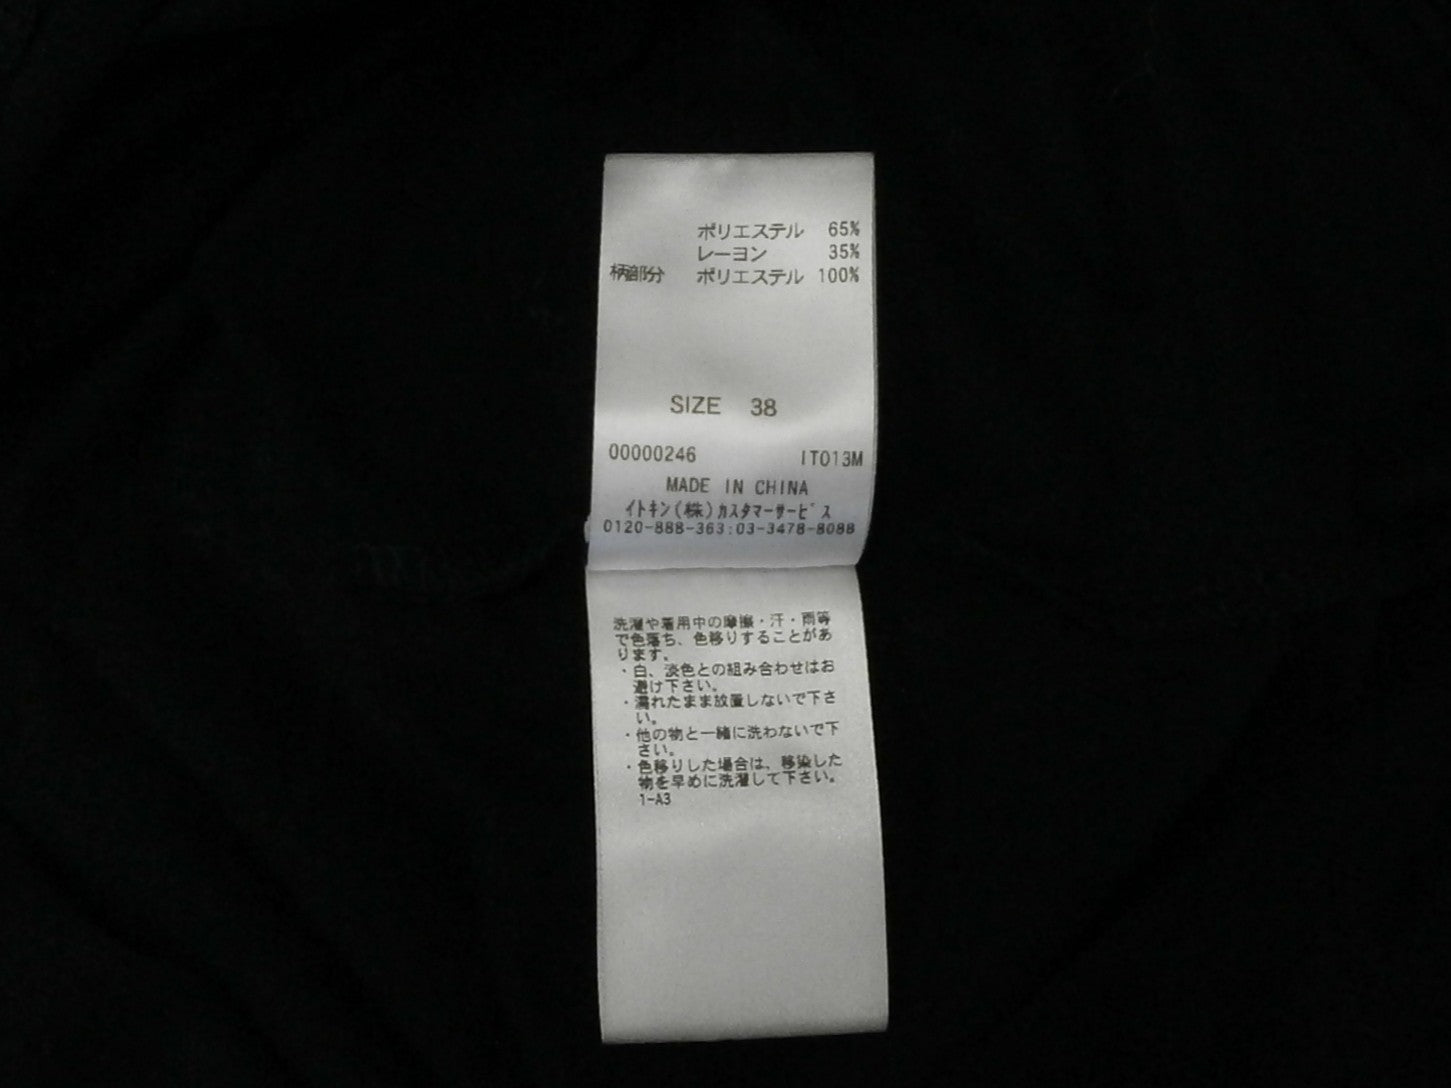 ポリエステル 65%
レーヨン 35%
柄部分 ポリエステル 100%
SIZE 38
00000246 IT013M
MADE IN CHINA
イトキン(株)カスタマーサービス
0120-888-363:03-3478-8088
洗濯や着用中の摩擦・汗・雨等
で色落ち、色移りすることがあ
ります。
・白、淡色との組み合わせはお
避け下さい。
・濡れたまま放置しないで下さ
い。
・他の物と一緒に洗わないで下
さい。
・色移りした場合は、移染した
物を早めに洗濯して下さい。
1-A3